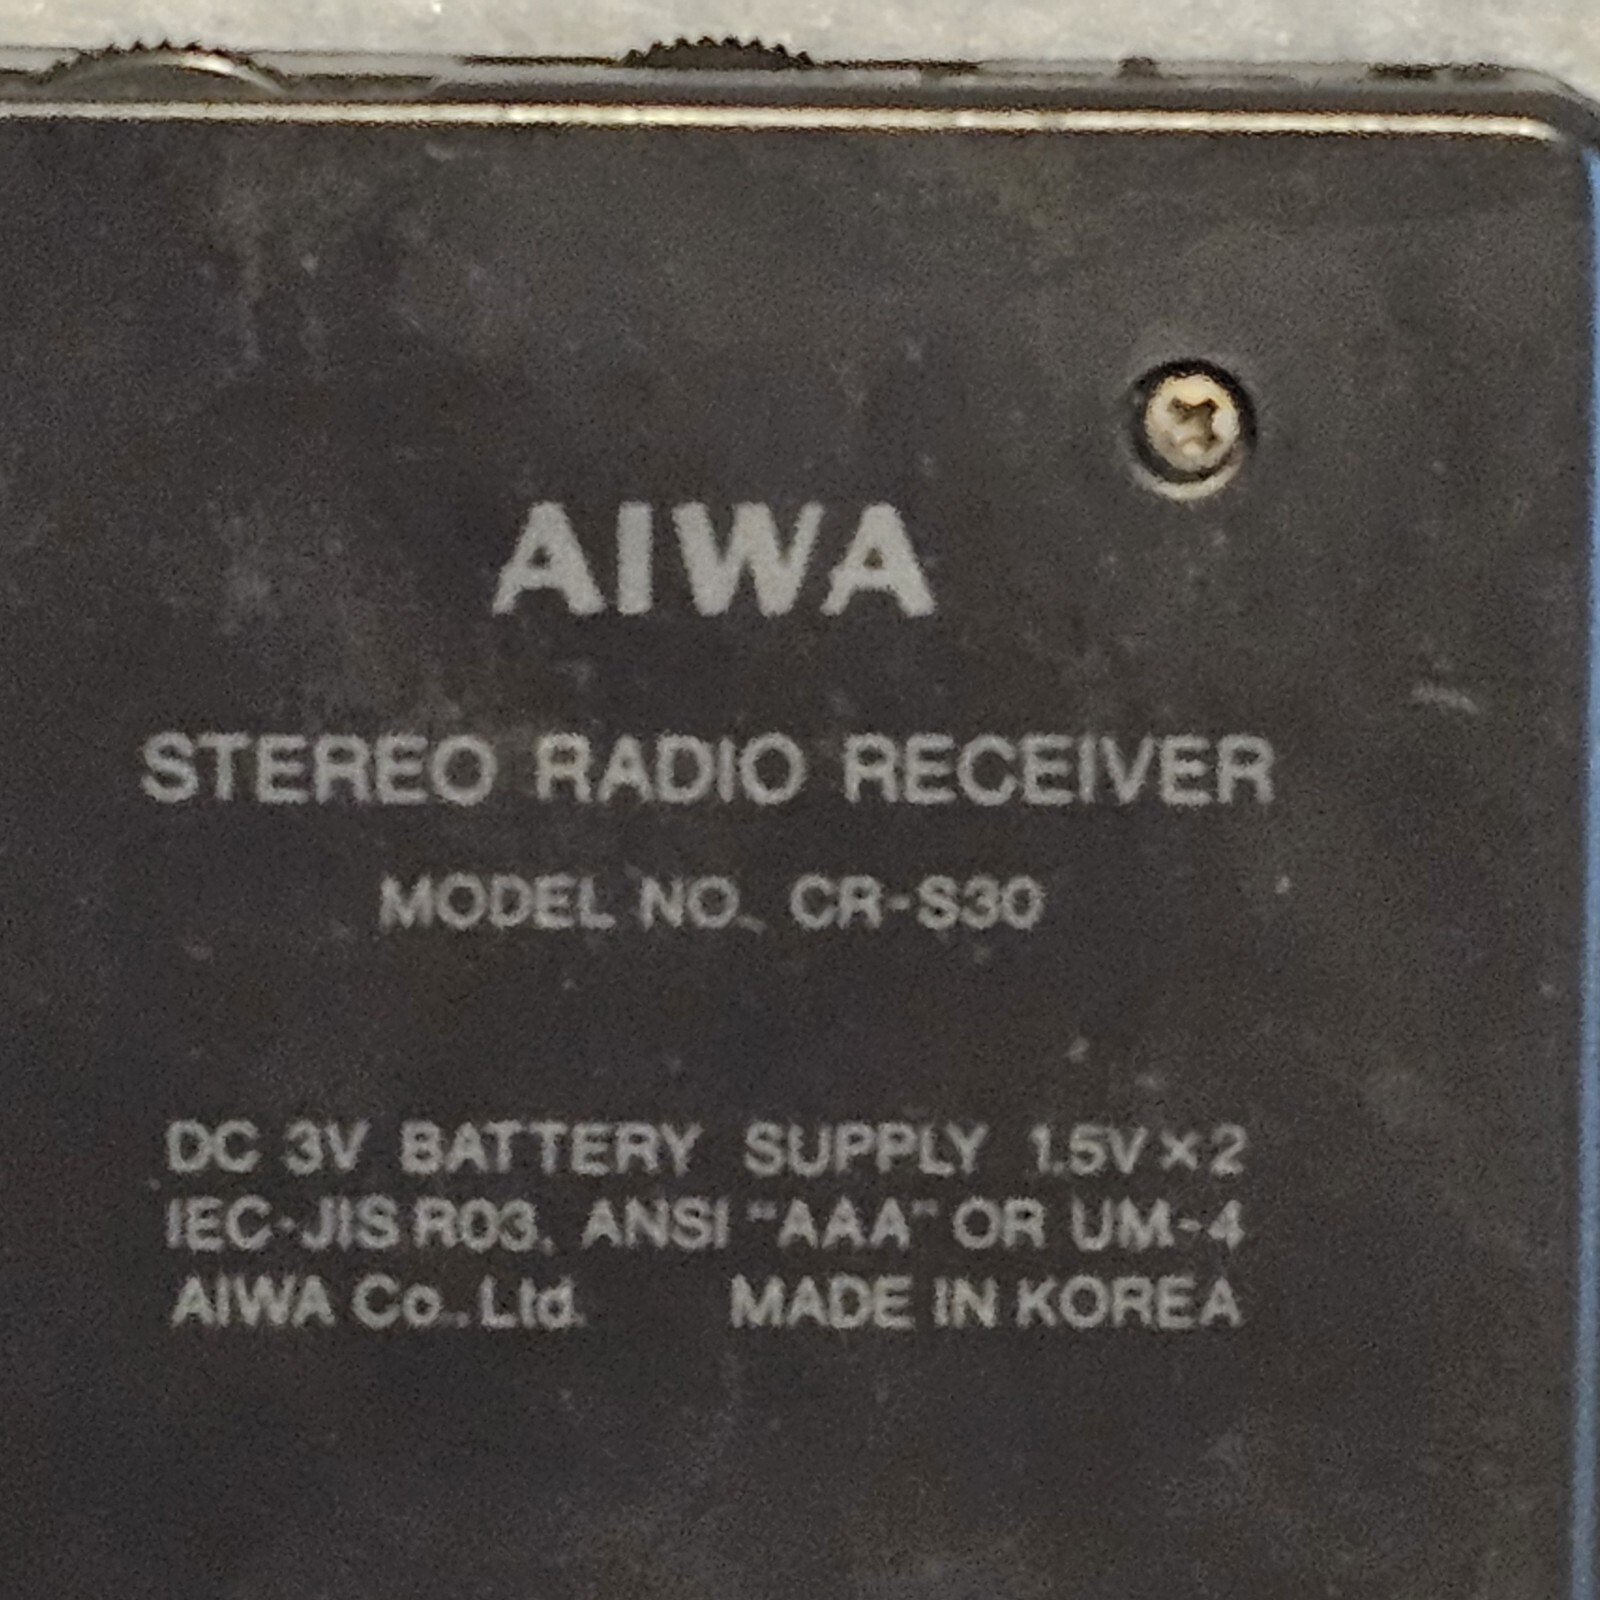 AIWA
STEREO RADIO RECEIVER
MODEL NO. CR-S30
DC 3V BATTERY SUPPLY 1.5V×2
IEC-JIS R03, ANSI "AAA" OR UM-4
AIWA Co., Ltd. MADE IN KOREA